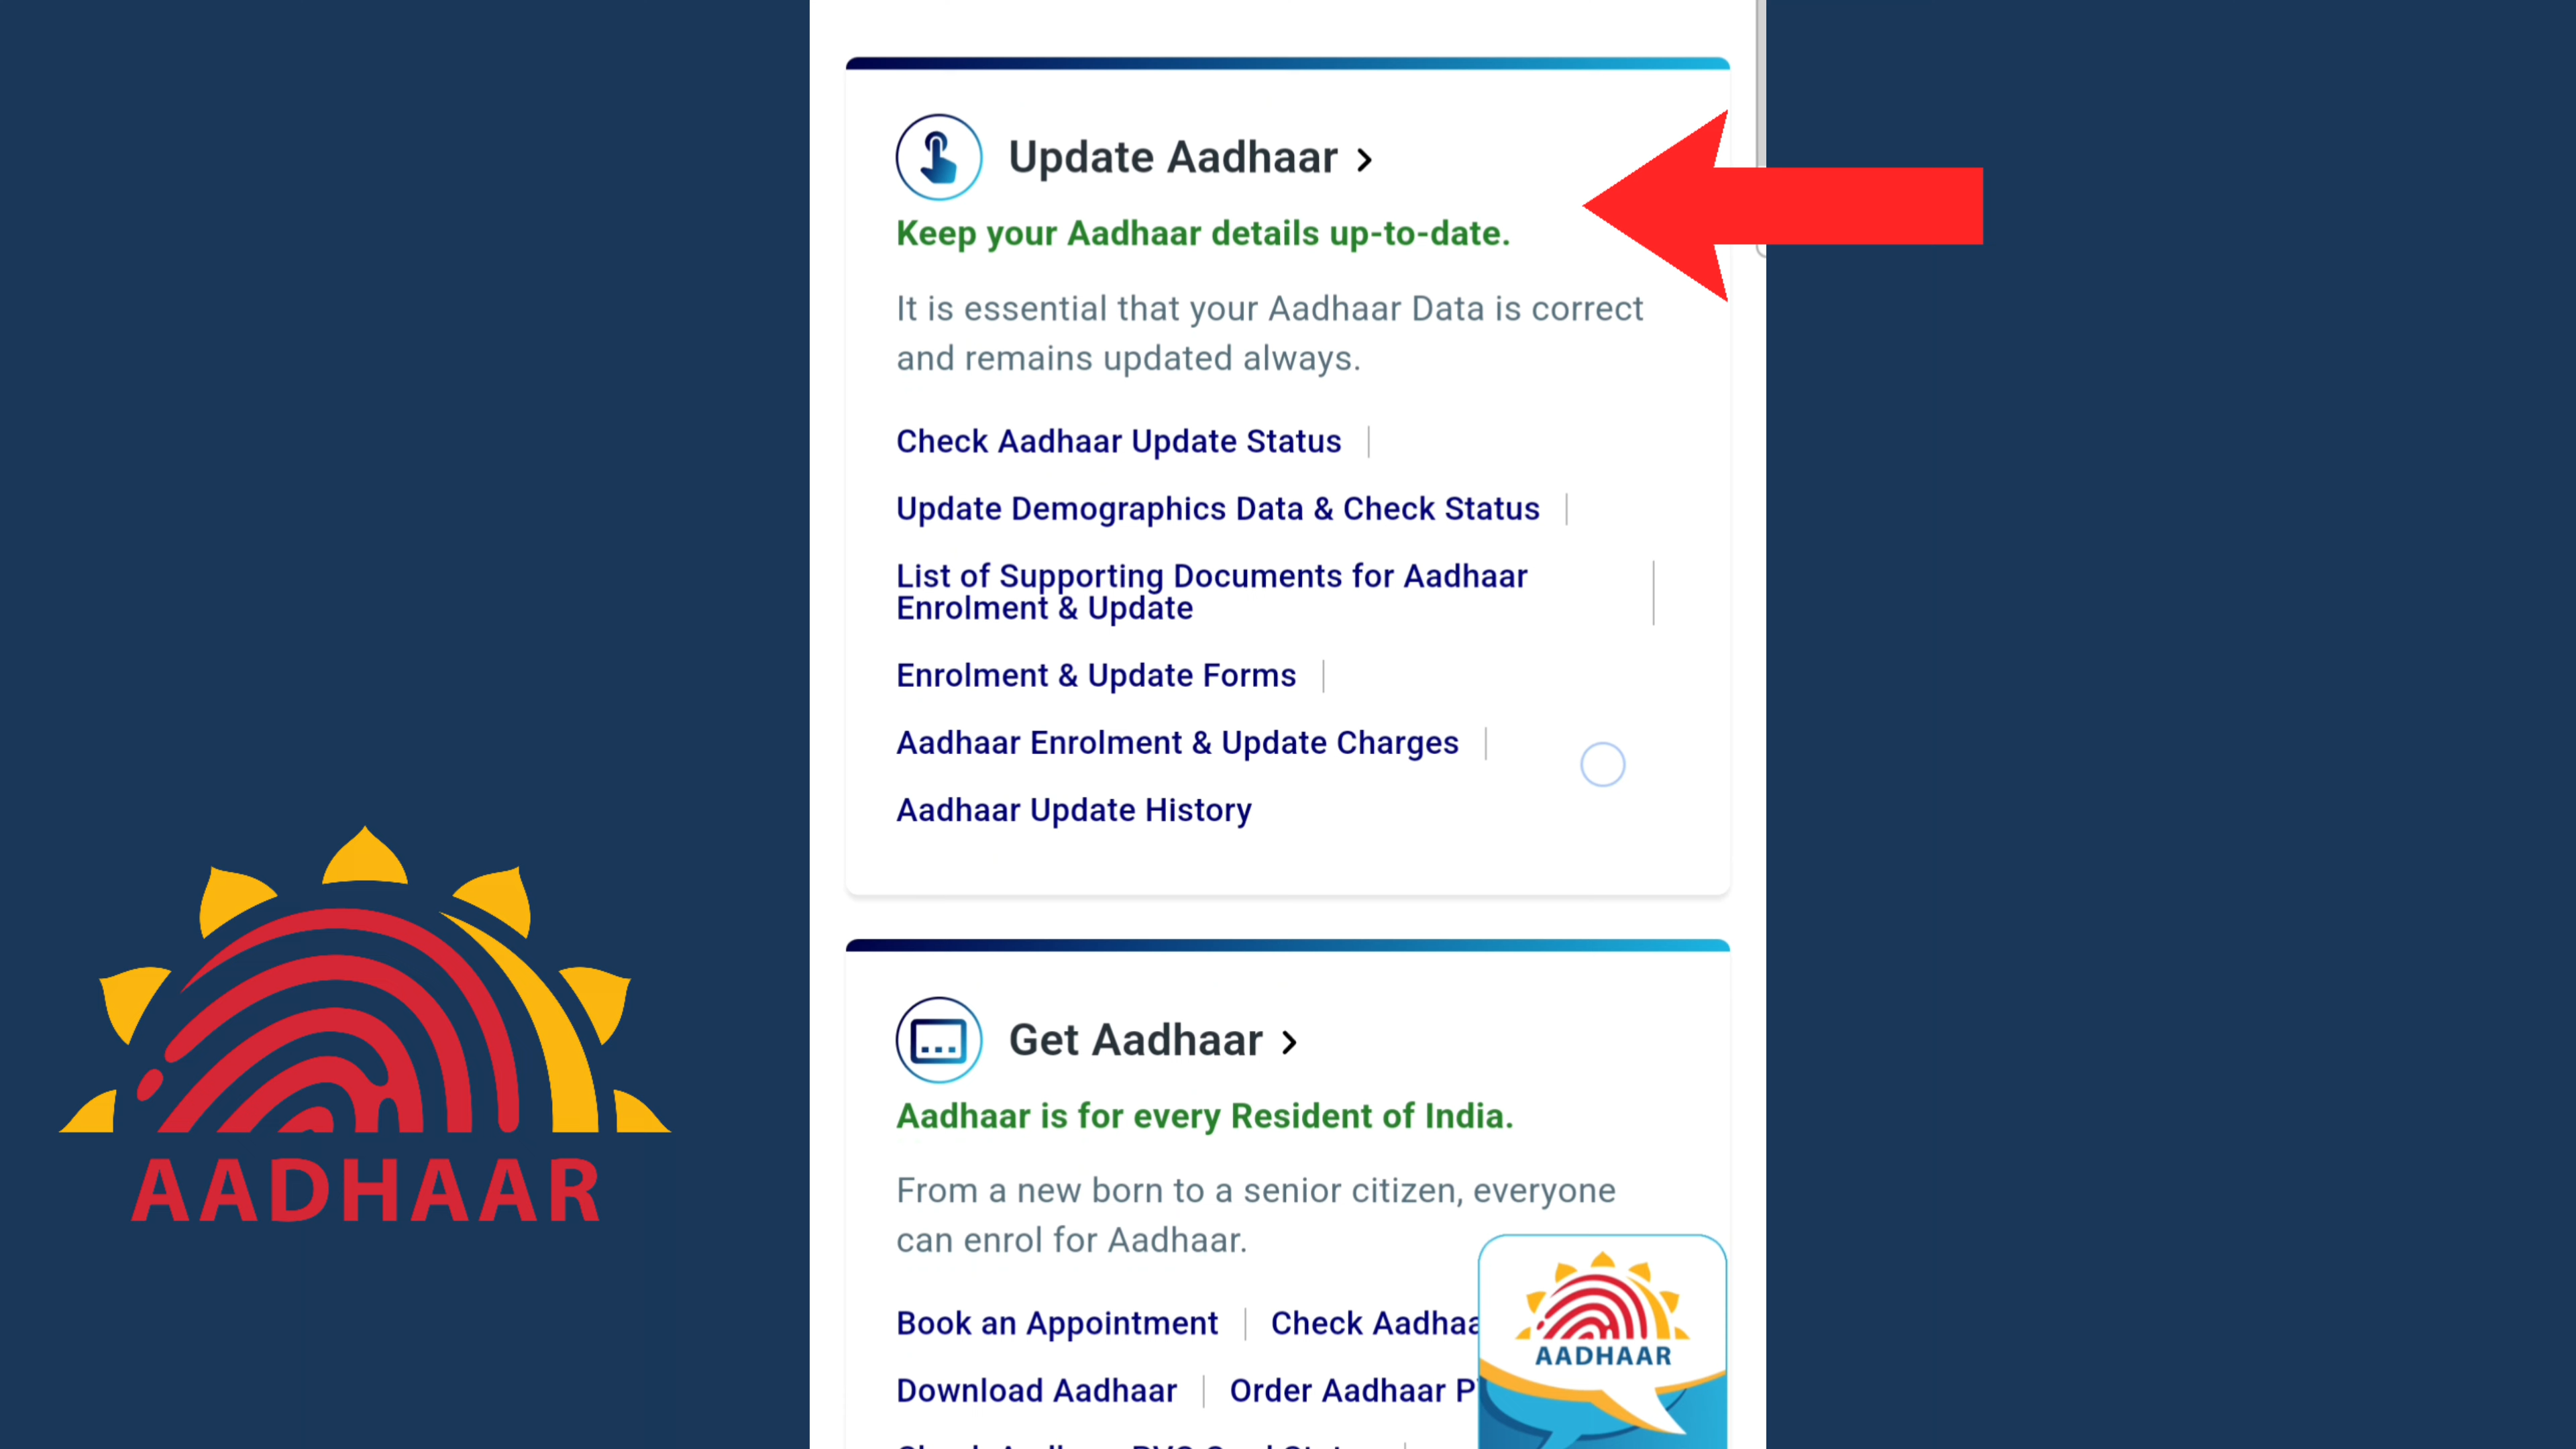 Update Aadhaar
Keep your Aadhaar details up-to-date.
It is essential that your Aadhaar Data is correct
and remains updated always.
Check Aadhaar Update Status
Update Demographics Data & Check Status
List of Supporting Documents for Aadhaar
Enrolment & Update
Enrolment & Update Forms
Aadhaar Enrolment & Update Charges
Aadhaar Update History
AADHAAR
Get Aadhaar
Aadhaar is for every Resident of India.
From a new born to a senior citizen, everyone
can enrol for Aadhaar.
Book an Appointment | Check
AADHAAR
Download Aadhaar | Order Aadhaar